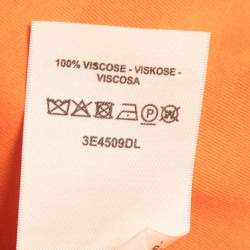 100% VISCOSE - VISKOSE -
VISCOSA
P W
3E4509DL